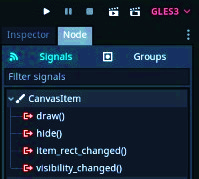 GLES3
Inspector Node
Signals Groups
Filter signals
CanvasItem
draw()
hide()
item_rect_changed()
visibility_changed()